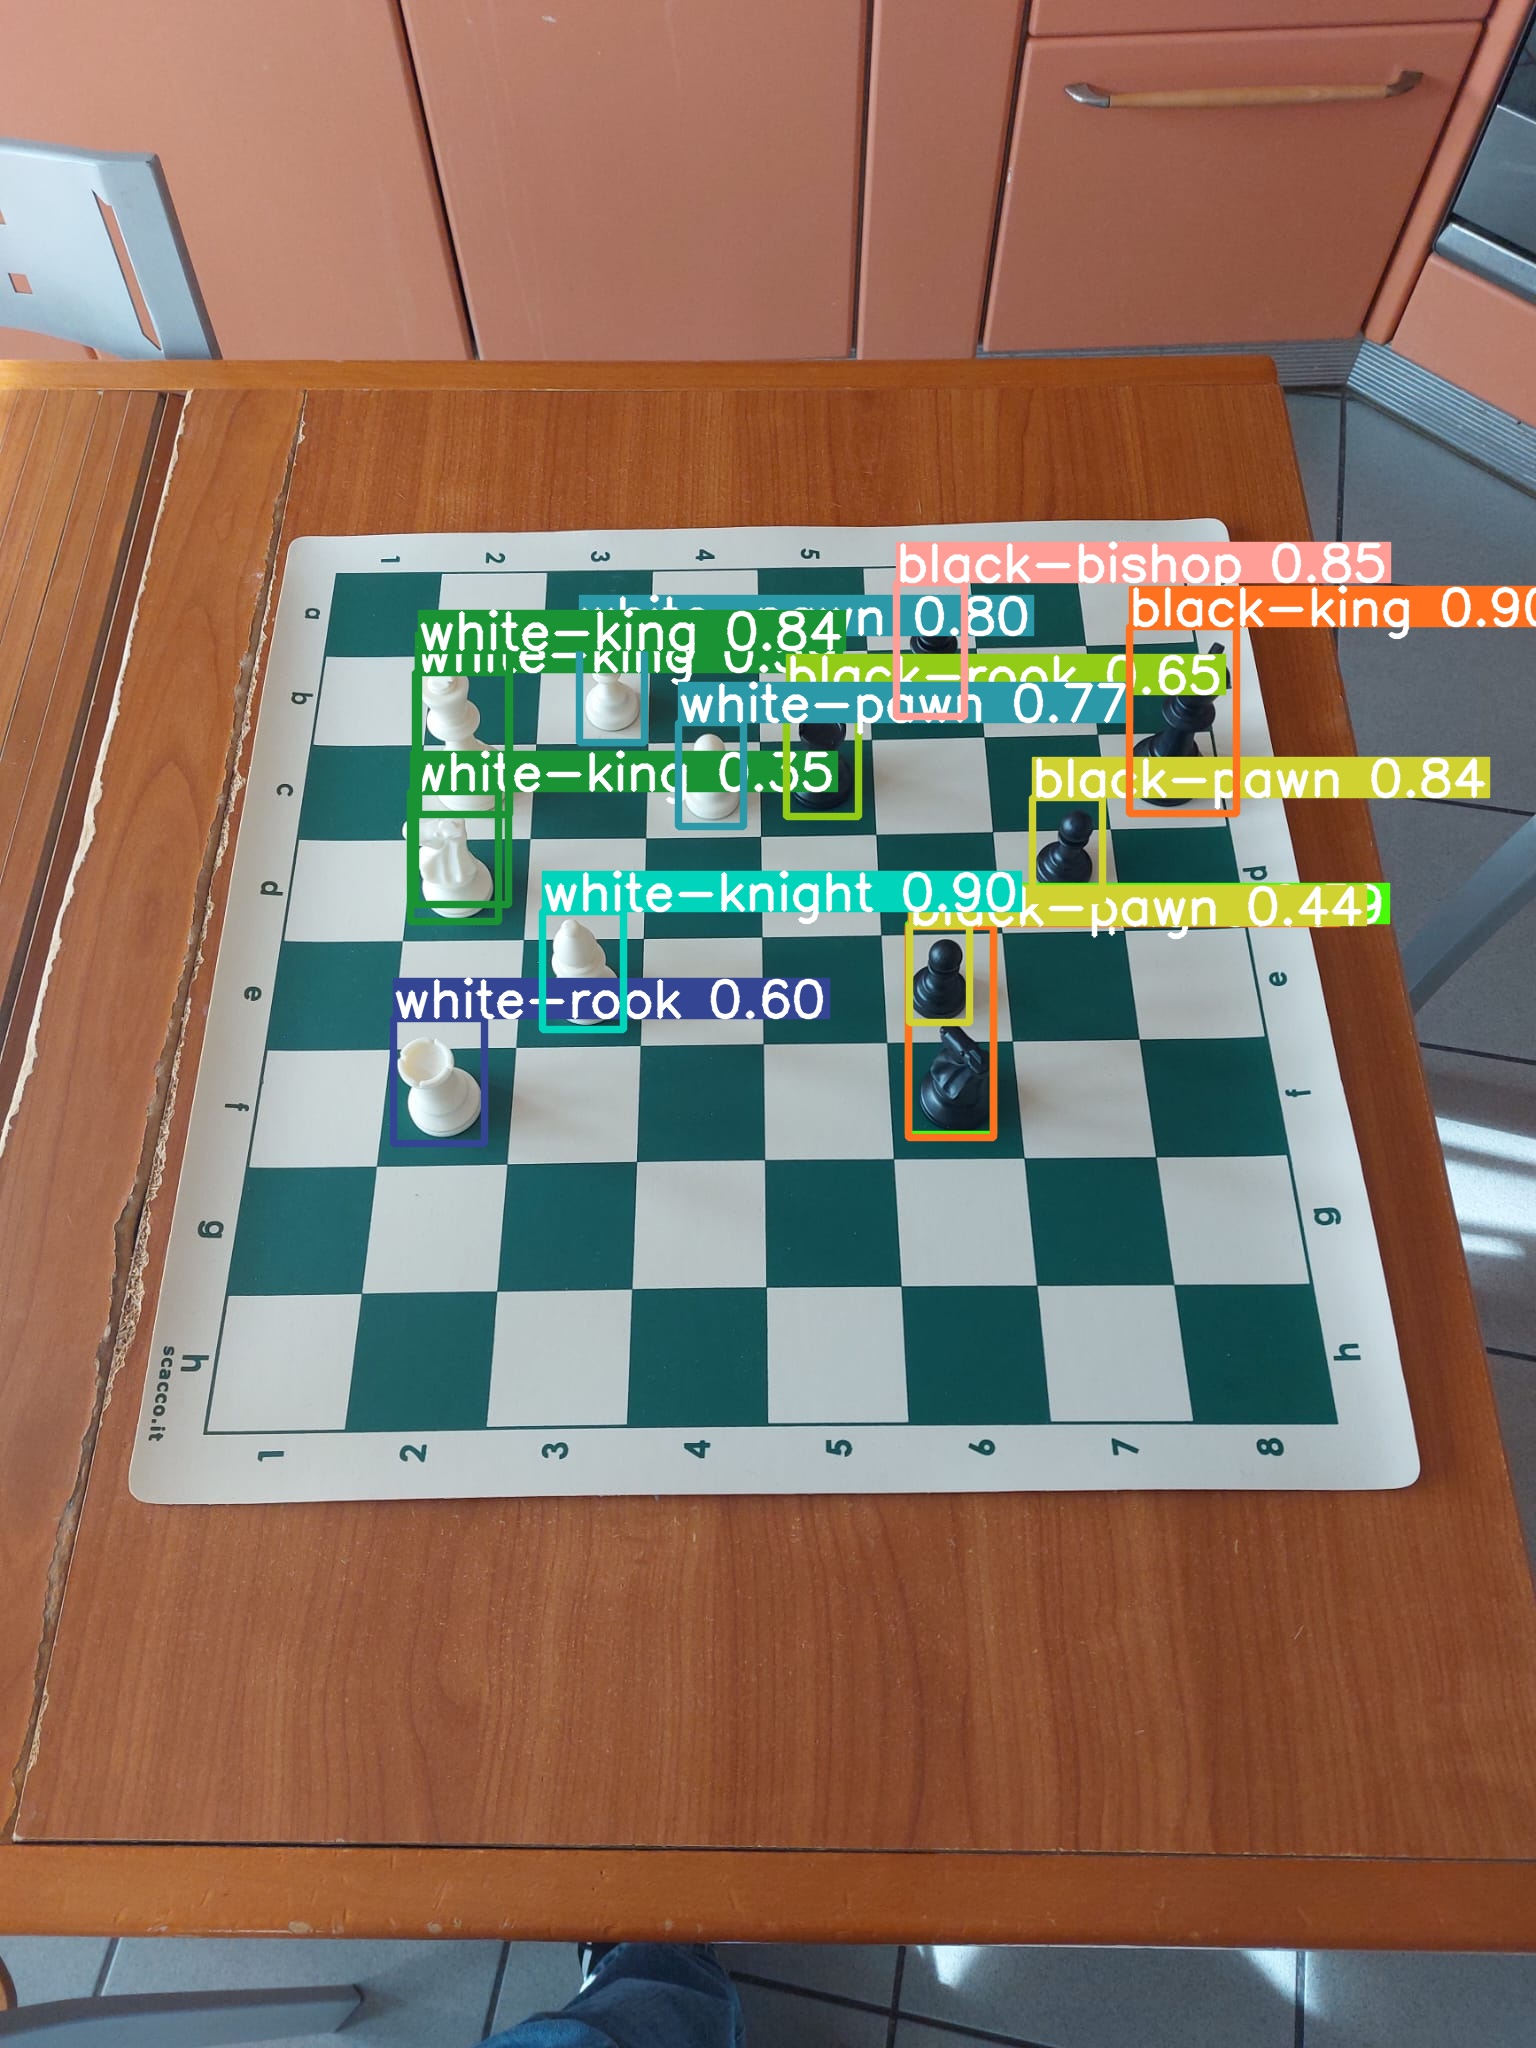 1 2 3 4 5
black-bishop 0.85
a
black-king 0.90
white-pawn 0.80
white-king 0.84
white-king
black-rook 0.65
b
white-pawn 0.77
white-king 0.35
c
black-pawn 0.84
d
d
white-knight 0.90
black-pawn 0.44
9
e
e
white-rook 0.60
f
f
g
g
h
h
scacco.it
1 2 3 4 5 6 7 8